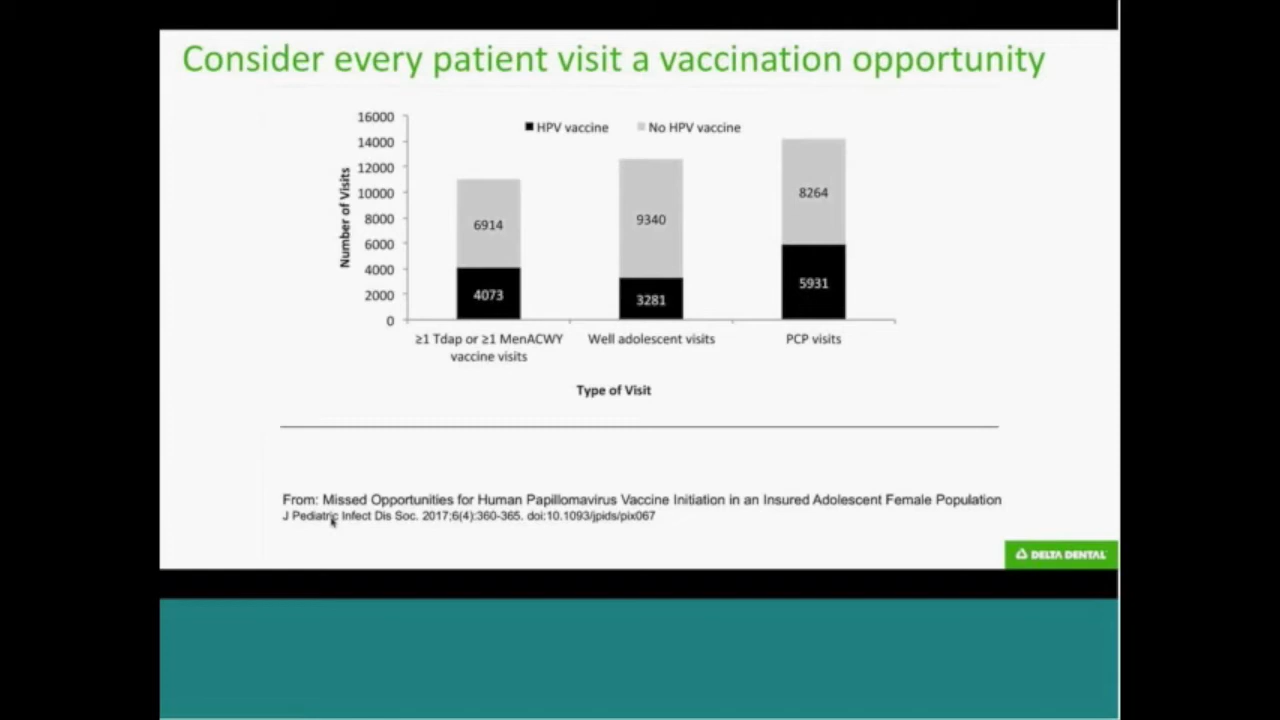 Consider every patient visit a vaccination opportunity
HPV vaccine
No HPV vaccine
Number of Visits
16000
14000
12000
10000
8000
6000
4000
2000
0
6914
4073
9340
3281
8264
5931
≥1 Tdap or ≥1 MenACWY
vaccine visits
Well adolescent visits
PCP visits
Type of Visit
From: Missed Opportunities for Human Papillomavirus Vaccine Initiation in an Insured Adolescent Female Population
J Pediatric Infect Dis Soc. 2017;6(4):360-365. doi:10.1093/jpids/pix067
DELTA DENTAL